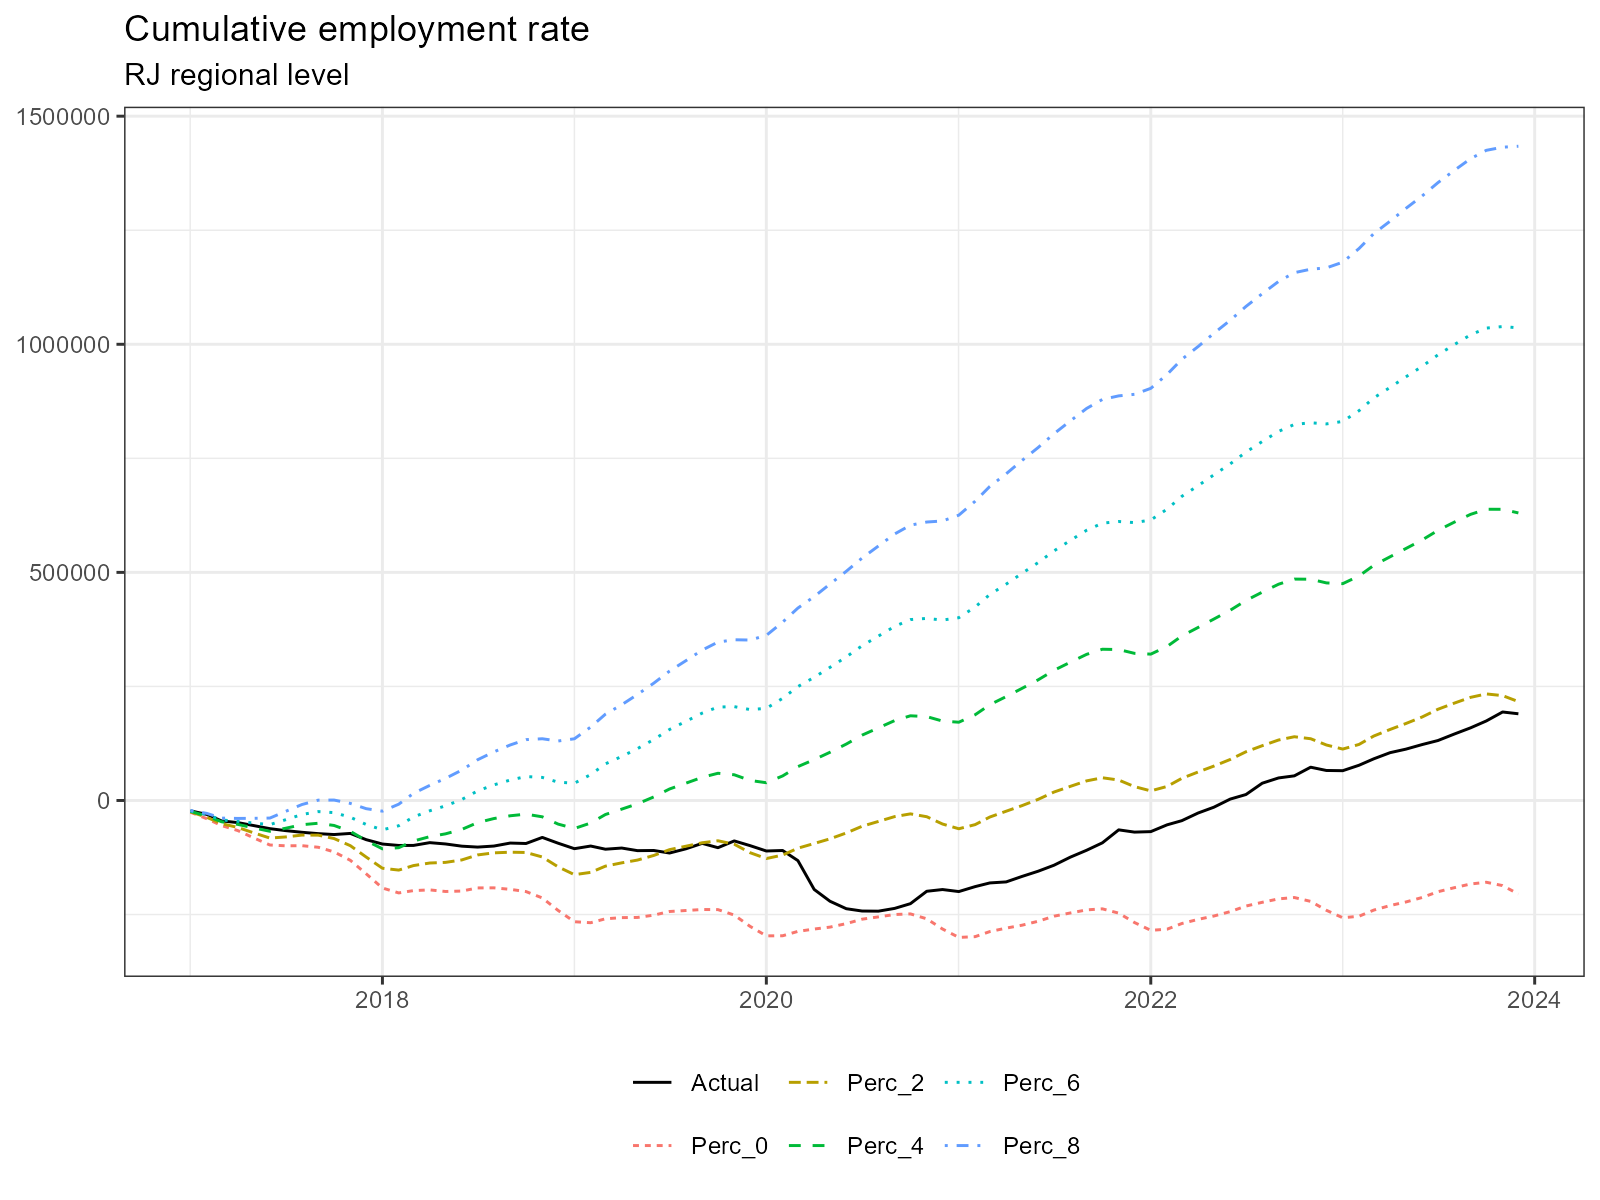 Cumulative employment rate
RJ regional level
1500000
1000000
500000
0
2018 2020 2022 2024
Actual Perc_2 Perc_6
Perc_0 Perc_4 Perc_8